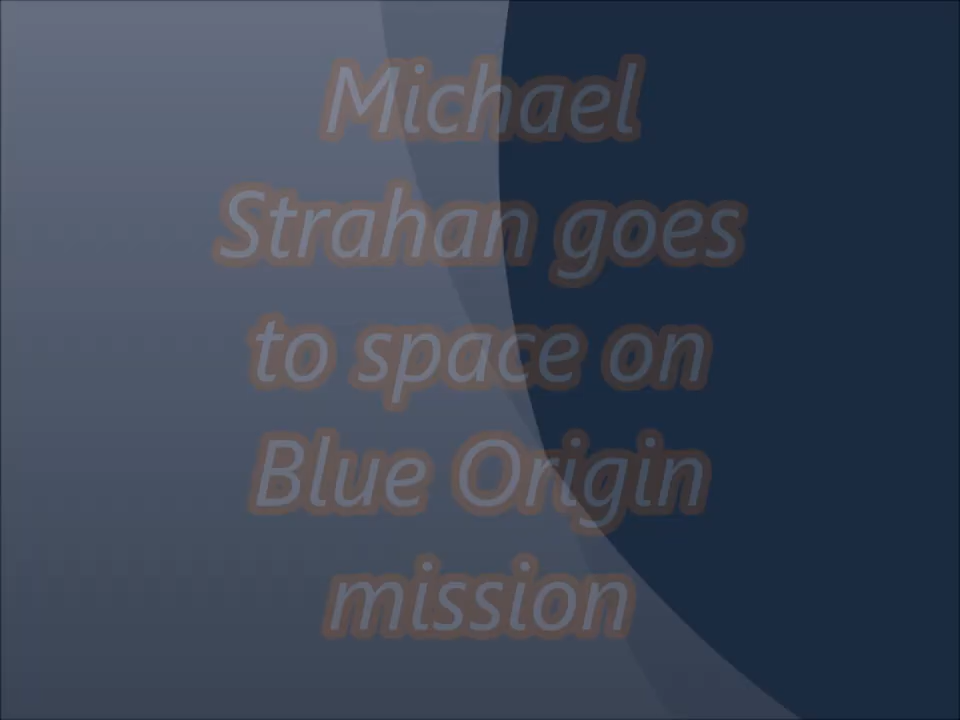 Michael
Strahan goes
to space on
Blue Origin
mission